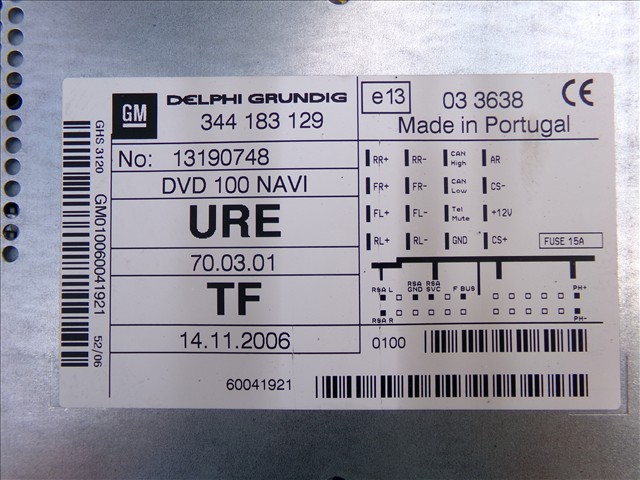 GHS 3120
GM010060041921
52/06
GM
DELPHI GRUNDIG
344 183 129
No: 13190748
DVD 100 NAVI
URE
70.03.01
TF
14.11.2006
60041921
e13
03 3638
CE
Made in Portugal
RR+ RR- CAN High AR
FR+ FR- CAN Low CS-
FL+ FL- Tel Mute +12V
RL+ RL- GND CS+
FUSE 15A
RSA L RSA GND RSA SVC F BUS PH+
RSA R PH-
0100